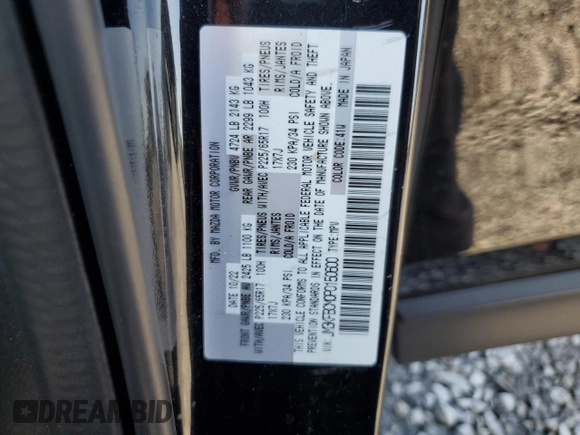 MFD. BY MAZDA MOTOR CORPORATION
DATE: 10/22 GVWR/PNBV 4724 LB 2143 KG
FRONT GAWR/PNBE AV 2425 LB 1100 KG REAR GAWR/PNBE AR 2299 LB 1043 KG
WITH/AVEC P225/65R17 100H TIRES/PNEUS WITH/AVEC P225/65R17 100H TIRES/PNEUS
17X7J RIMS/JANTES 17X7J RIMS/JANTES
230 KPA/34 PSI COLD/A FROID 230 KPA/34 PSI COLD/A FROID
THIS VEHICLE CONFORMS TO ALL APPLICABLE FEDERAL MOTOR VEHICLE SAFETY AND THEFT
PREVENTION STANDARDS IN EFFECT ON THE DATE OF MANUFACTURE SHOWN ABOVE.
COLOR CODE:41W MADE IN JAPAN
VIN: JM3KFBCM0P0150600 TYPE:MPV
DREAMBID